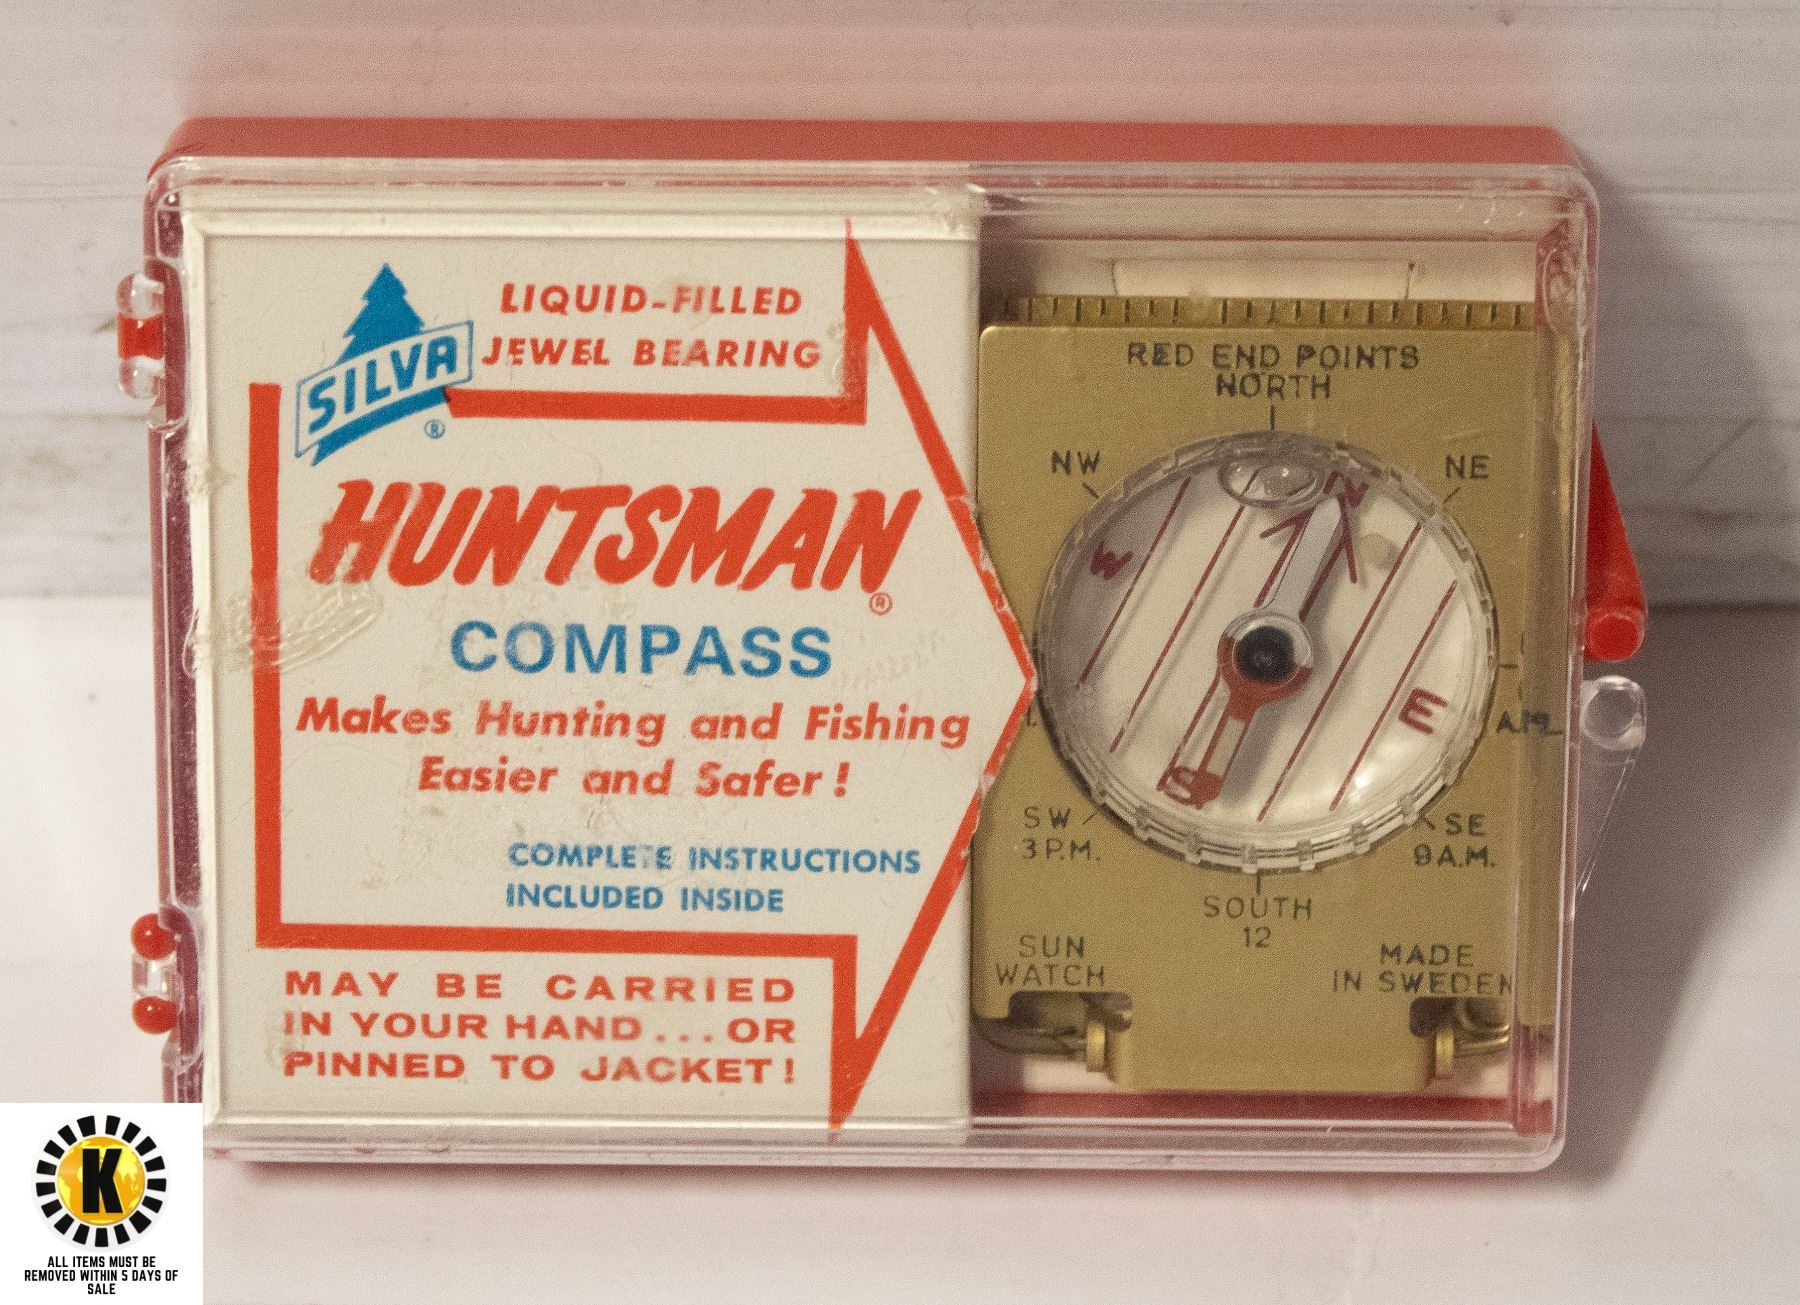 SILVA
®
LIQUID-FILLED
JEWEL BEARING
HUNTSMAN
®
COMPASS
Makes Hunting and Fishing
Easier and Safer!
COMPLETE INSTRUCTIONS
INCLUDED INSIDE
MAY BE CARRIED
IN YOUR HAND...OR
PINNED TO JACKET!
RED END POINTS
NORTH
NW
NE
N
W
E
S
A.M.
SW
3 P.M.
SE
9 A.M.
SOUTH
12
SUN
WATCH
MADE
IN SWEDEN
K
ALL ITEMS MUST BE
REMOVED WITHIN 5 DAYS OF
SALE